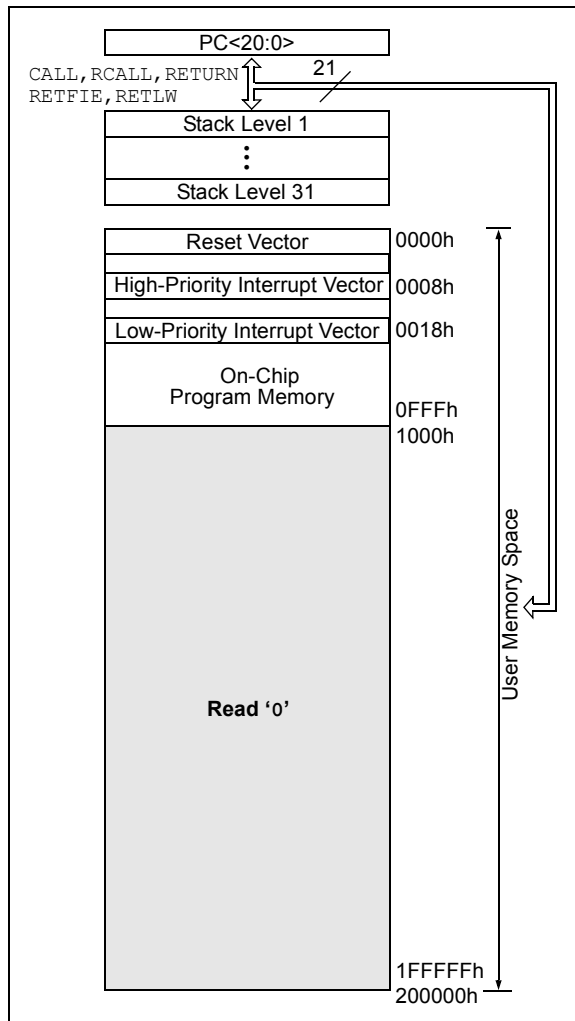 PC<20:0>
CALL,RCALL,RETURN
RETFIE,RETLW
21
Stack Level 1
Stack Level 31
Reset Vector
0000h
High-Priority Interrupt Vector
0008h
Low-Priority Interrupt Vector
0018h
On-Chip
Program Memory
0FFFh
1000h
User Memory Space
Read ‘0’
1FFFFFh
200000h